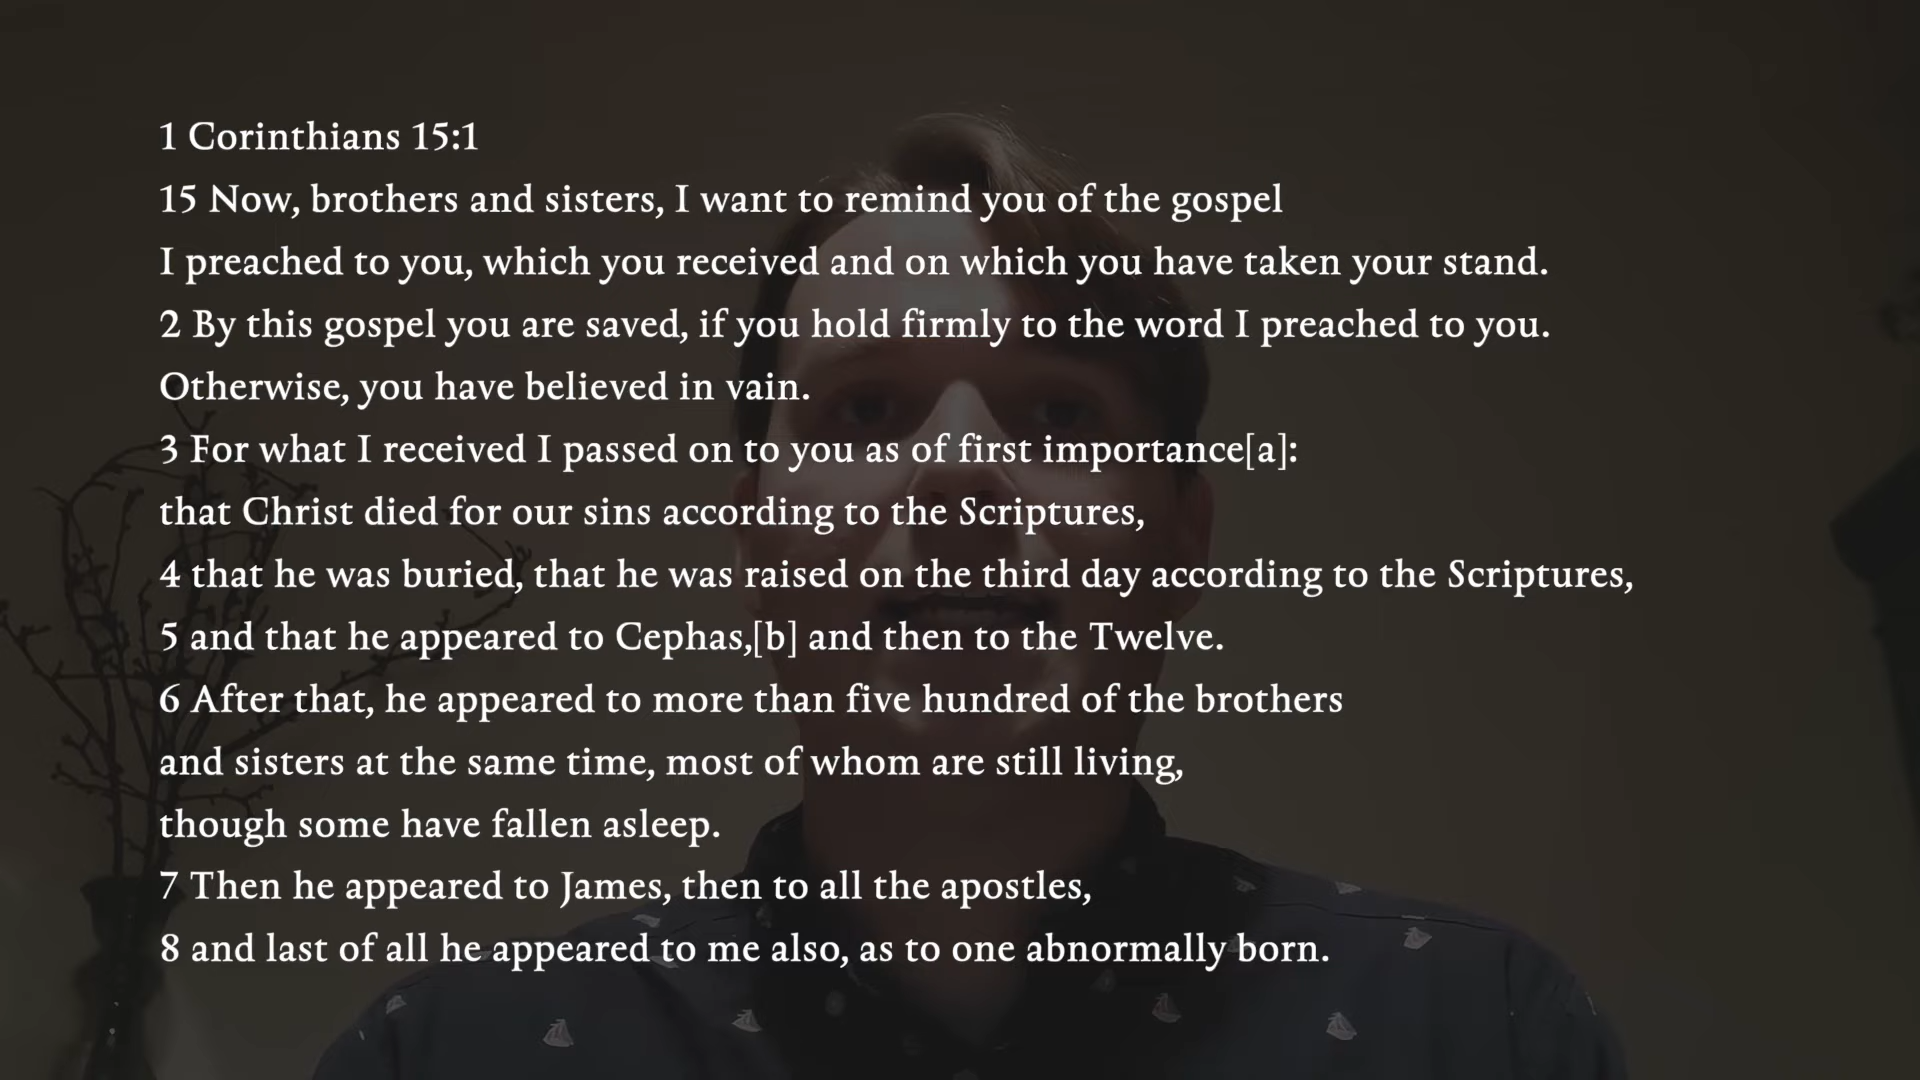 1 Corinthians 15:1
15 Now, brothers and sisters, I want to remind you of the gospel
I preached to you, which you received and on which you have taken your stand.
2 By this gospel you are saved, if you hold firmly to the word I preached to you.
Otherwise, you have believed in vain.
3 For what I received I passed on to you as of first importance[a]:
that Christ died for our sins according to the Scriptures,
4 that he was buried, that he was raised on the third day according to the Scriptures,
5 and that he appeared to Cephas,[b] and then to the Twelve.
6 After that, he appeared to more than five hundred of the brothers
and sisters at the same time, most of whom are still living,
though some have fallen asleep.
7 Then he appeared to James, then to all the apostles,
8 and last of all he appeared to me also, as to one abnormally born.